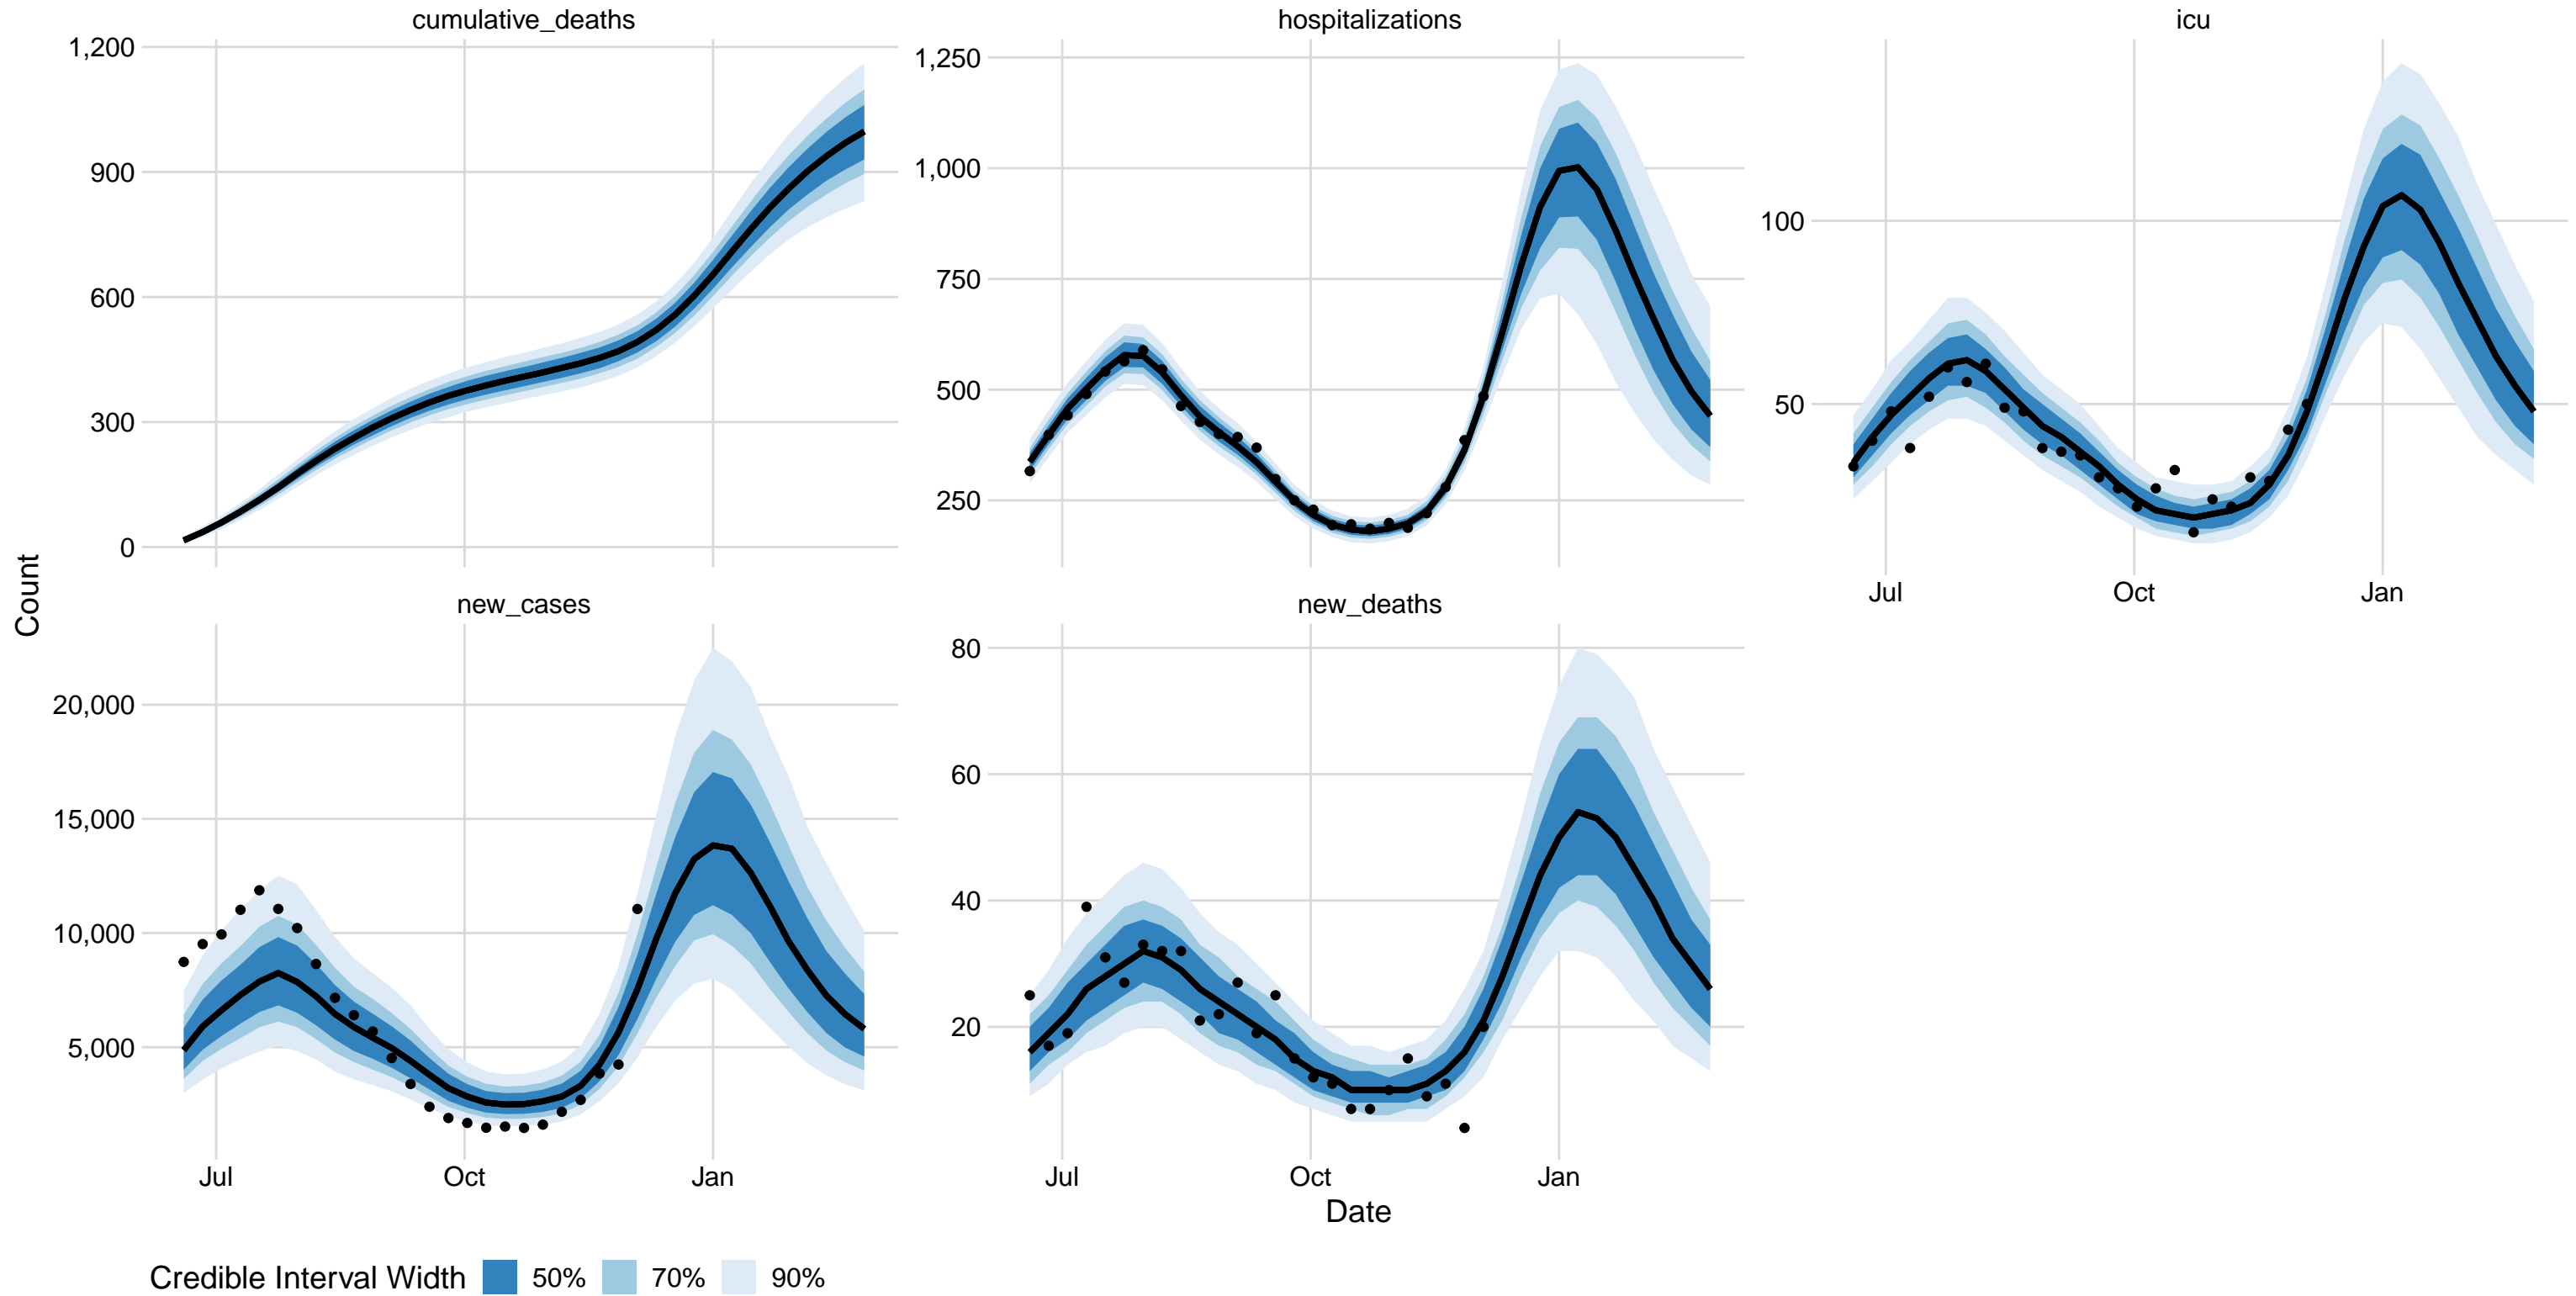 cumulative_deaths
1,200
900
600
300
0
hospitalizations
1,250
1,000
750
500
250
icu
100
50
Jul Oct Jan
Count
new_cases
20,000
15,000
10,000
5,000
Jul Oct Jan
new_deaths
80
60
40
20
Jul Oct Jan
Date
Credible Interval Width 50% 70% 90%